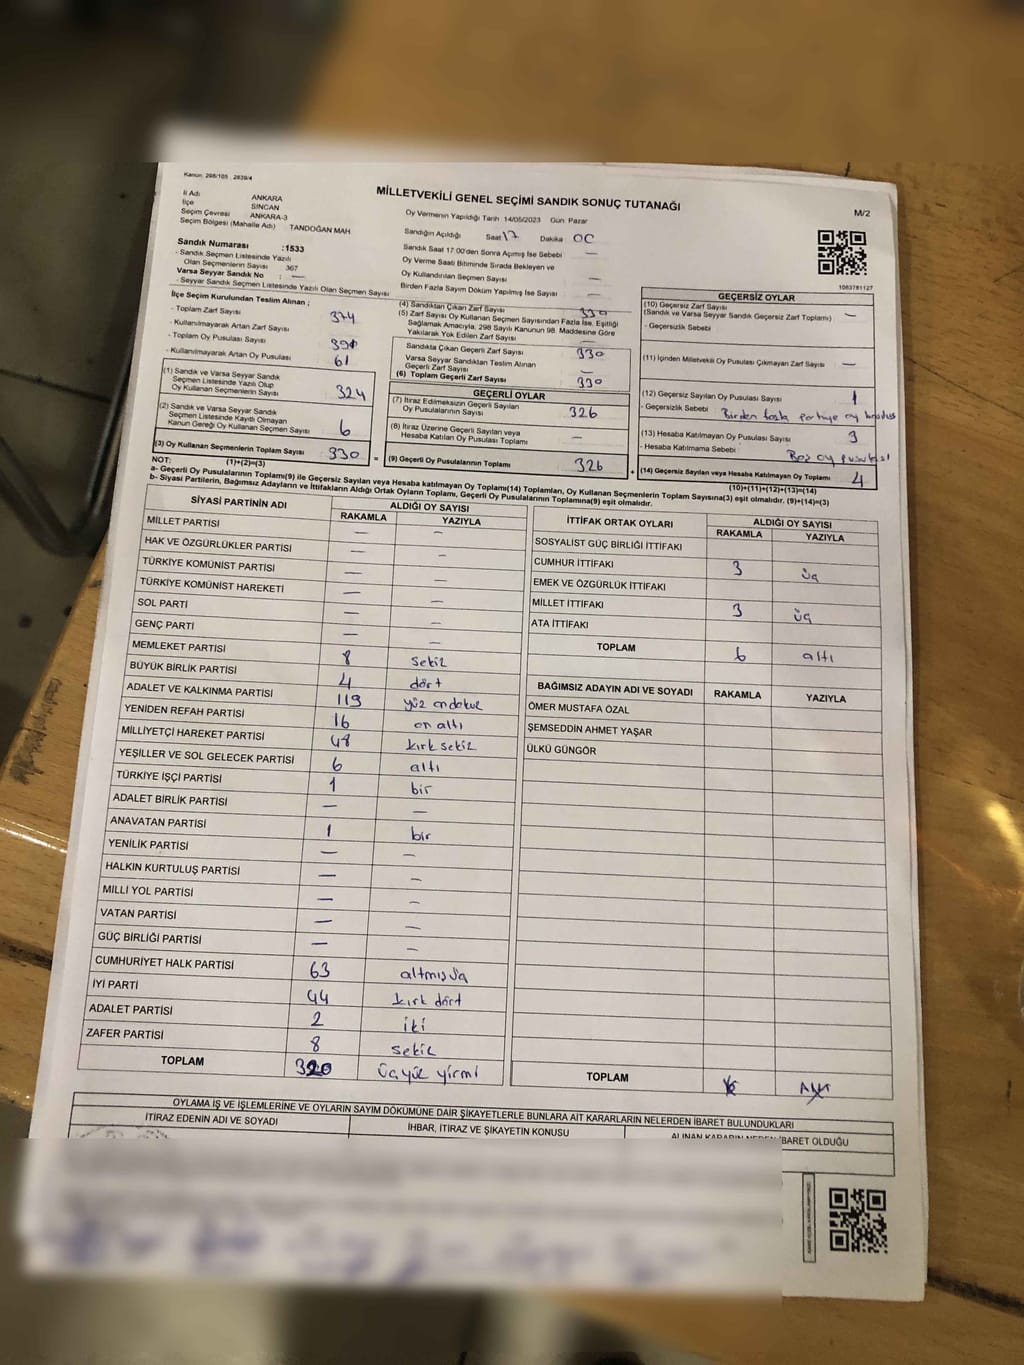 Kanun: 298/105 , 2839/4
MİLLETVEKİLİ GENEL SEÇİMİ SANDIK SONUÇ TUTANAĞI
M/2
İl Adı ANKARA
İlçe SİNCAN
Seçim Çevresi ANKARA-3
Seçim Bölgesi (Mahalle Adı) TANDOĞAN MAH
Oy Vermenin Yapıldığı Tarih 14/05/2023 Gün Pazar
Sandığın Açıldığı Saat 17 Dakika 00
Sandık Numarası :1533
- Sandık Seçmen Listesinde Yazılı
Olan Seçmenlerin Sayısı 367
Varsa Seyyar Sandık No : —
- Seyyar Sandık Seçmen Listesinde Yazılı Olan Seçmen Sayısı
Sandık Saat 17.00'den Sonra Açımış İse Sebebi —
Oy Verme Saati Bitiminde Sırada Bekleyen ve
Oy Kullandırılan Seçmen Sayısı —
Birden Fazla Sayım Döküm Yapılmış İse Sayısı —
1083781127
İlçe Seçim Kurulundan Teslim Alınan ;
- Toplam Zarf Sayısı 374
- Kullanılmayarak Artan Zarf Sayısı
- Toplam Oy Pusulası Sayısı 391
- Kullanılmayarak Artan Oy Pusulası 61
(1) Sandık ve Varsa Seyyar Sandık
Seçmen Listesinde Yazılı Olup
Oy Kullanan Seçmenlerin Sayısı 324
(2) Sandık ve Varsa Seyyar Sandık
Seçmen Listesinde Kayıtlı Olmayan
Kanun Gereği Oy Kullanan Seçmen Sayısı 6
(3) Oy Kullanan Seçmenlerin Toplam Sayısı 330
(1)+(2)=(3)
(4) Sandıktan Çıkan Zarf Sayısı 330
(5) Zarf Sayısı Oy Kullanan Seçmen Sayısından Fazla İse, Eşitliği
Sağlamak Amacıyla, 298 Sayılı Kanunun 98. Maddesine Göre
Yakılarak Yok Edilen Zarf Sayısı —
Sandıkta Çıkan Geçerli Zarf Sayısı 330
Varsa Seyyar Sandıktan Teslim Alınan
Geçerli Zarf Sayısı —
(6) Toplam Geçerli Zarf Sayısı 330
GEÇERLİ OYLAR
(7) İtiraz Edilmeksizin Geçerli Sayılan
Oy Pusulalarının Sayısı 326
(8) İtiraz Üzerine Geçerli Sayılan veya
Hesaba Katılan Oy Pusulası Toplamı —
= (9) Geçerli Oy Pusulalarının Toplamı 326
GEÇERSİZ OYLAR
(10) Geçersiz Zarf Sayısı
(Sandık ve Varsa Seyyar Sandık Geçersiz Zarf Toplamı) —
- Geçersizlik Sebebi
(11) İçinden Milletvekili Oy Pusulası Çıkmayan Zarf Sayısı —
(12) Geçersiz Sayılan Oy Pusulası Sayısı 1
- Geçersizlik Sebebi Birden fazla partiye oy
(13) Hesaba Katılmayan Oy Pusulası Sayısı 3
- Hesaba Katılmama Sebebi Boş oy pusulası
+ (14) Geçersiz Sayılan veya Hesaba Katılmayan Oy Toplamı 4
(10)+(11)+(12)+(13)=(14)
NOT:
a- Geçerli Oy Pusulalarının Toplamı(9) ile Geçersiz Sayılan veya Hesaba katılmayan Oy Toplamı(14) Toplamları, Oy Kullanan Seçmenlerin Toplam Sayısına(3) eşit olmalıdır. (9)+(14)=(3)
b- Siyasi Partilerin, Bağımsız Adayların ve İttifakların Aldığı Ortak Oyların Toplamı, Geçerli Oy Pusulalarının Toplamına(9) eşit olmalıdır.
SİYASİ PARTİNİN ADI ALDIĞI OY SAYISI
RAKAMLA YAZIYLA
MİLLET PARTİSİ — —
HAK VE ÖZGÜRLÜKLER PARTİSİ — —
TÜRKİYE KOMÜNİST PARTİSİ — —
TÜRKİYE KOMÜNİST HAREKETİ — —
SOL PARTİ — —
GENÇ PARTİ — —
MEMLEKET PARTİSİ 8 sekiz
BÜYÜK BİRLİK PARTİSİ 4 dört
ADALET VE KALKINMA PARTİSİ 119 yüz ondokuz
YENİDEN REFAH PARTİSİ 16 on altı
MİLLİYETÇİ HAREKET PARTİSİ 48 kırk sekiz
YEŞİLLER VE SOL GELECEK PARTİSİ 6 altı
TÜRKİYE İŞÇİ PARTİSİ 1 bir
ADALET BİRLİK PARTİSİ — —
ANAVATAN PARTİSİ 1 bir
YENİLİK PARTİSİ — —
HALKIN KURTULUŞ PARTİSİ — —
MİLLİ YOL PARTİSİ — —
VATAN PARTİSİ — —
GÜÇ BİRLİĞİ PARTİSİ — —
CUMHURİYET HALK PARTİSİ 63 altmış üç
İYİ PARTİ 44 kırk dört
ADALET PARTİSİ 2 iki
ZAFER PARTİSİ 8 sekiz
TOPLAM 320 üçyüz yirmi
İTTİFAK ORTAK OYLARI ALDIĞI OY SAYISI
RAKAMLA YAZIYLA
SOSYALİST GÜÇ BİRLİĞİ İTTİFAKI
CUMHUR İTTİFAKI 3 üç
EMEK VE ÖZGÜRLÜK İTTİFAKI
MİLLET İTTİFAKI 3 üç
ATA İTTİFAKI
TOPLAM 6 altı
BAĞIMSIZ ADAYIN ADI VE SOYADI RAKAMLA YAZIYLA
ÖMER MUSTAFA ÖZAL
ŞEMSEDDİN AHMET YAŞAR
ÜLKÜ GÜNGÖR
TOPLAM
OYLAMA İŞ VE İŞLEMLERİNE VE OYLARIN SAYIM DÖKÜMÜNE DAİR ŞİKAYETLERLE BUNLARA AİT KARARLARIN NELERDEN İBARET BULUNDUKLARI
İTİRAZ EDENİN ADI VE SOYADI İHBAR, İTİRAZ VE ŞİKAYETİN KONUSU ALINAN KARARIN NEDEN İBARET OLDUĞU